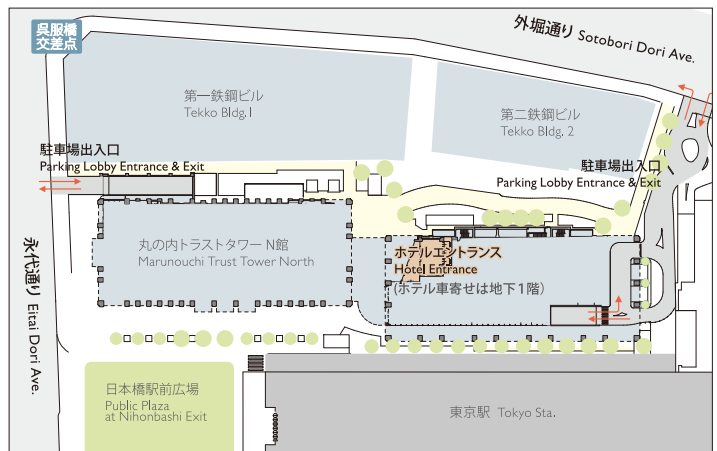 呉服橋
交差点
外堀通り Sotobori Dori Ave.
第一鉄鋼ビル
Tekko Bldg.1
第二鉄鋼ビル
Tekko Bldg. 2
駐車場出入口
Parking Lobby Entrance & Exit
駐車場出入口
Parking Lobby Entrance & Exit
丸の内トラストタワー N館
Marunouchi Trust Tower North
ホテルエントランス
Hotel Entrance
(ホテル車寄せは地下1階)
永代通り Eitai Dori Ave.
日本橋駅前広場
Public Plaza
at Nihonbashi Exit
東京駅 Tokyo Sta.